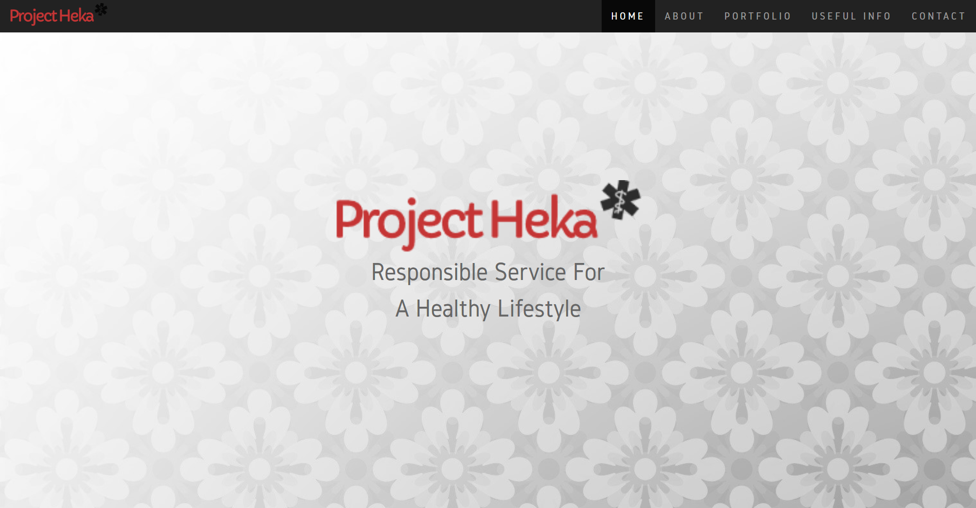 Project Heka
HOME ABOUT PORTFOLIO USEFUL INFO CONTACT
Project Heka
Responsible Service For
A Healthy Lifestyle